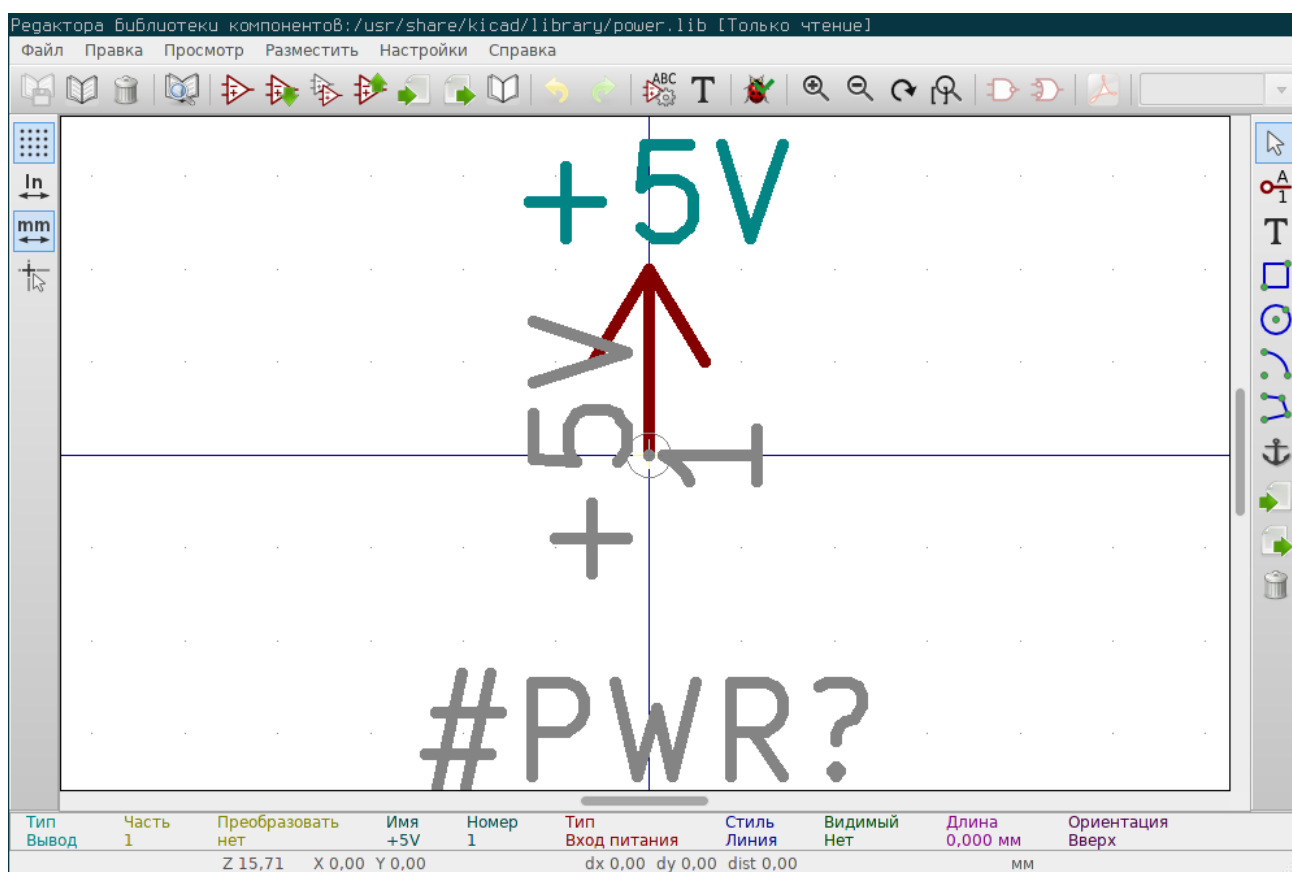 Редактора библиотеки компонентов:/usr/share/kicad/library/power.lib [Только чтение]
Файл Правка Просмотр Разместить Настройки Справка
ABC T
In
mm
A
1
T
+5V
+5V
1
#PWR?
Тип Часть Преобразовать Имя Номер Тип Стиль Видимый Длина Ориентация
Вывод 1 нет +5V 1 Вход питания Линия Нет 0,000 мм Вверх
Z 15,71 X 0,00 Y 0,00 dx 0,00 dy 0,00 dist 0,00 мм